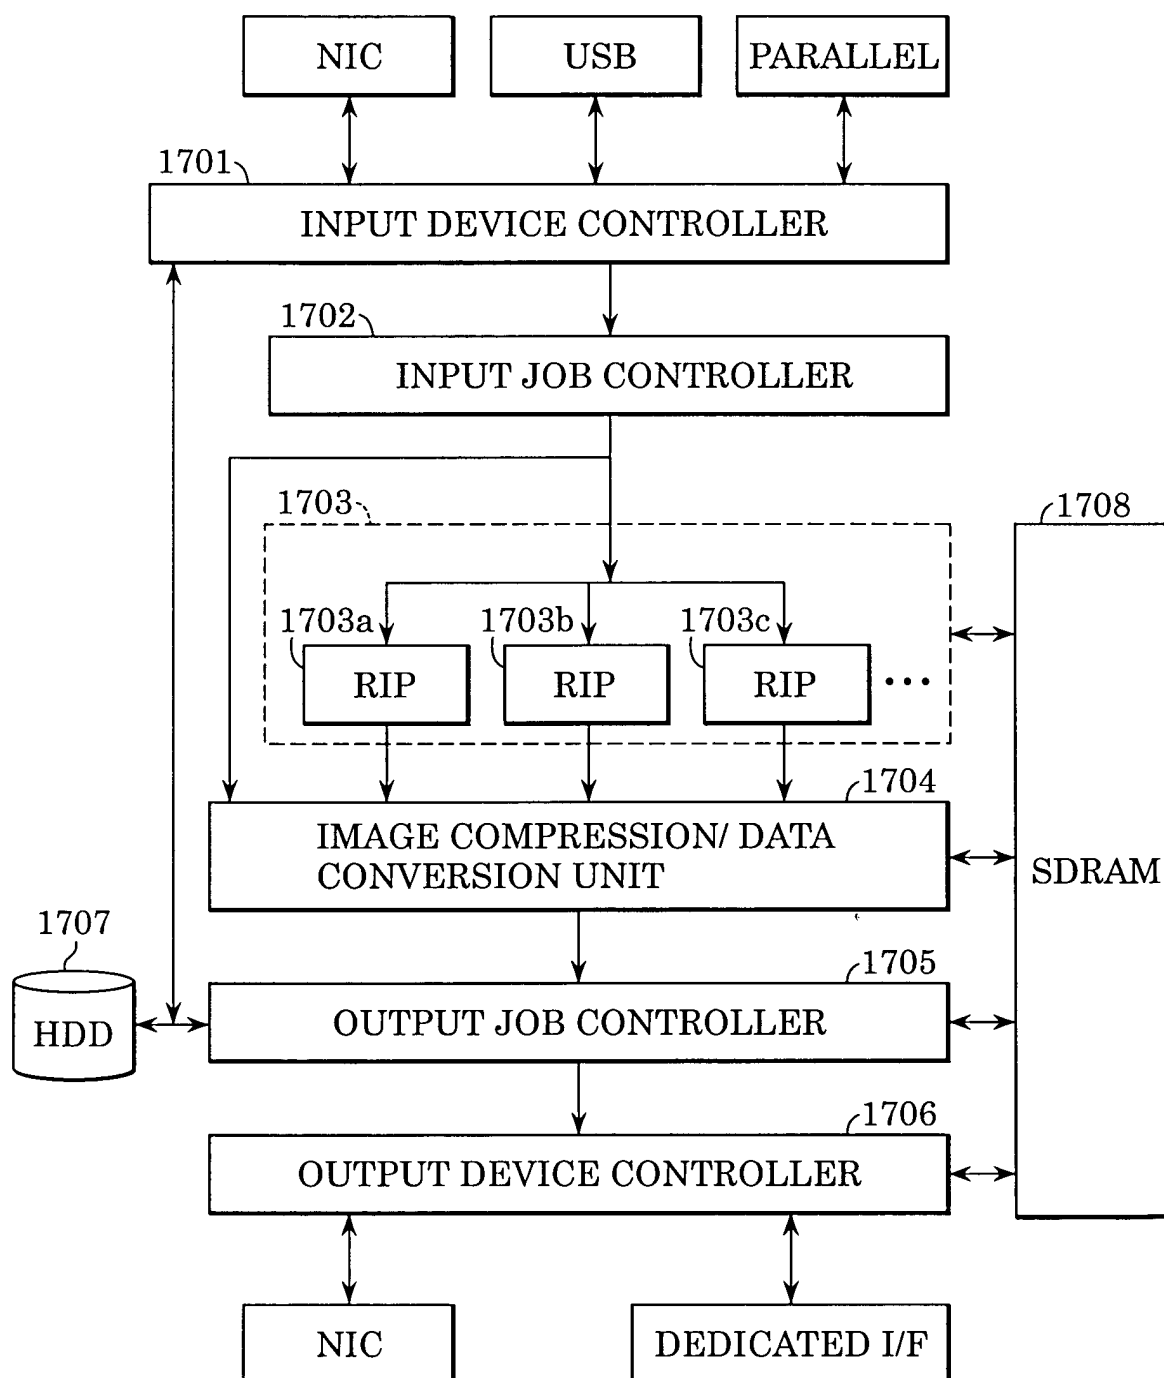 NIC
USB
PARALLEL
1701
INPUT DEVICE CONTROLLER
1702
INPUT JOB CONTROLLER
1703
1708
1703a
1703b
1703c
RIP
RIP
RIP
...
1704
IMAGE COMPRESSION/ DATA
CONVERSION UNIT
SDRAM
1707
HDD
1705
OUTPUT JOB CONTROLLER
1706
OUTPUT DEVICE CONTROLLER
NIC
DEDICATED I/F